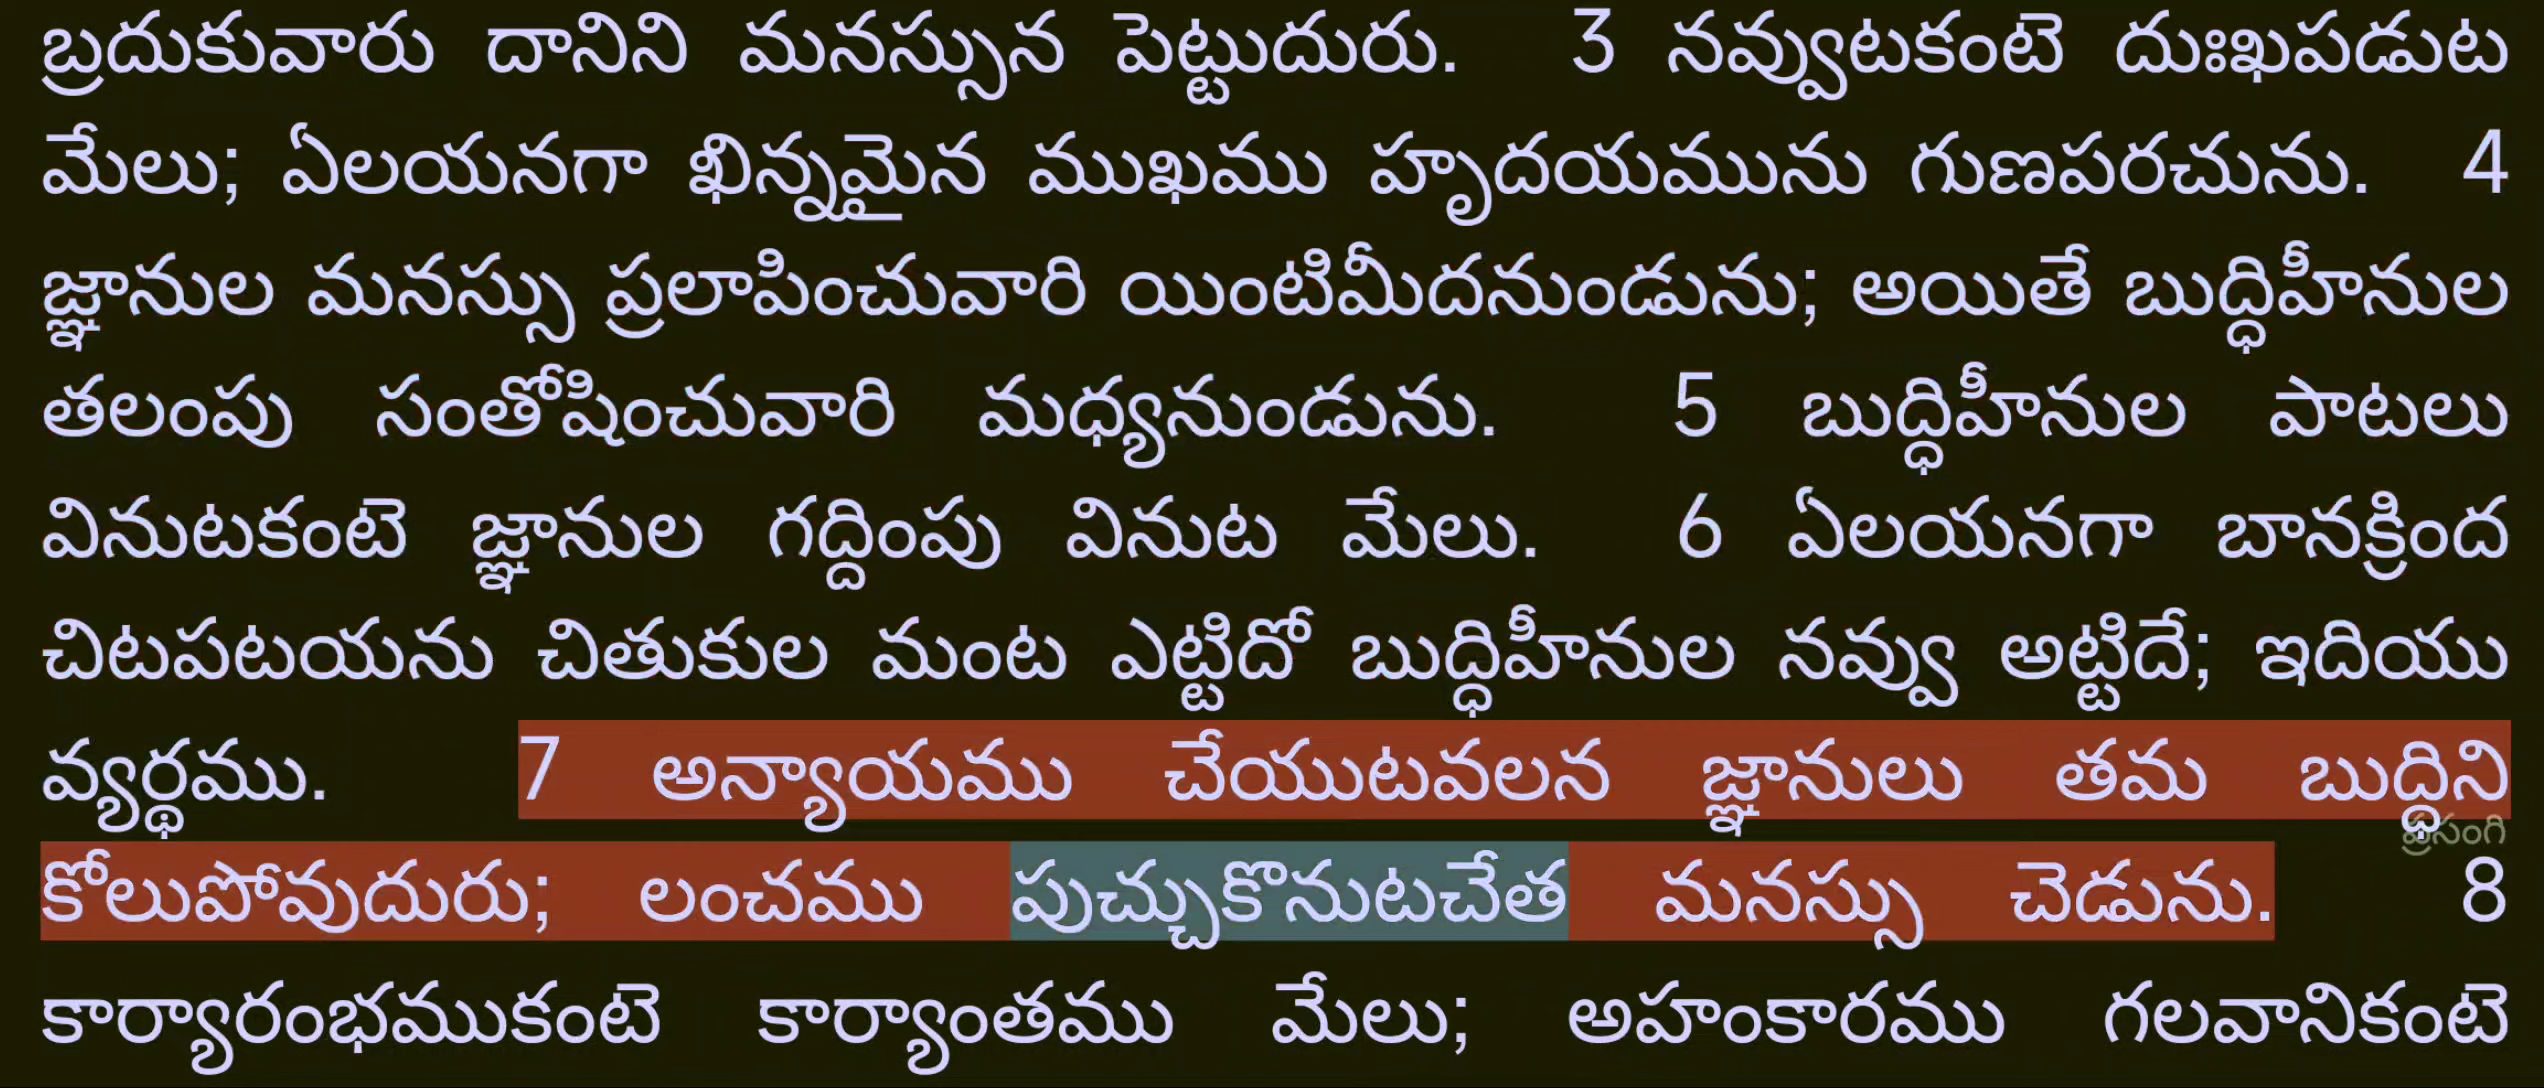 బ్రదుకువారు దానిని మనస్సున పెట్టుదురు. 3 నవ్వుటకంటె దుఃఖపడుట
మేలు; ఏలయనగా ఖిన్నమైన ముఖము హృదయమును గుణపరచును. 4
జ్ఞానుల మనస్సు ప్రలాపించువారి యింటిమీదనుండును; అయితే బుద్ధిహీనుల
తలంపు సంతోషించువారి మధ్యనుండును. 5 బుద్ధిహీనుల పాటలు
వినుటకంటె జ్ఞానుల గద్దింపు వినుట మేలు. 6 ఏలయనగా బానక్రింద
చిటపటయను చితుకుల మంట ఎట్టిదో బుద్ధిహీనుల నవ్వు అట్టిదే; ఇదియు
వ్యర్థము. 7 అన్యాయము చేయుటవలన జ్ఞానులు తమ బుద్ధిని
ప్రసంగి
కోలుపోవుదురు; లంచము పుచ్చుకొనుటచేత మనస్సు చెడును. 8
కార్యారంభముకంటె కార్యాంతము మేలు; అహంకారము గలవానికంటె